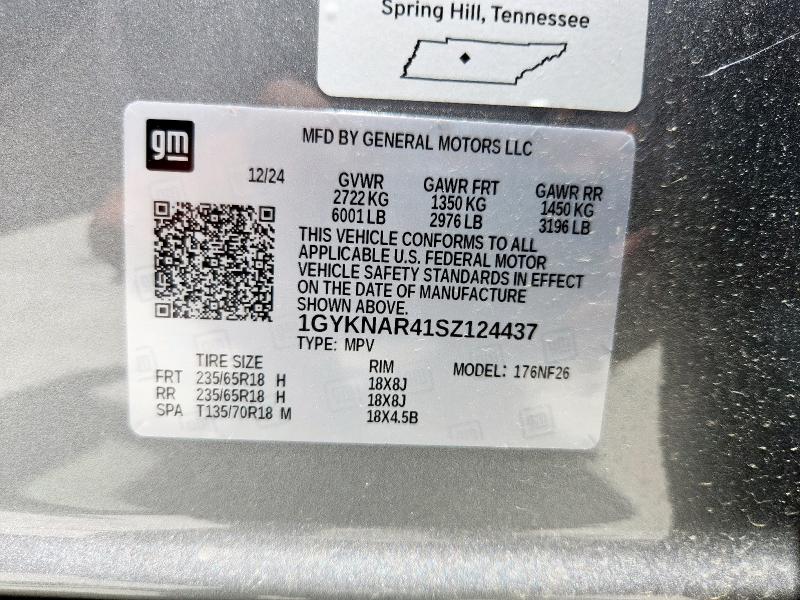 Spring Hill, Tennessee
gm
MFD BY GENERAL MOTORS LLC
12/24
GVWR GAWR FRT GAWR RR
2722 KG 1350 KG 1450 KG
6001 LB 2976 LB 3196 LB
THIS VEHICLE CONFORMS TO ALL
APPLICABLE U.S. FEDERAL MOTOR
VEHICLE SAFETY STANDARDS IN EFFECT
ON THE DATE OF MANUFACTURE
SHOWN ABOVE.
1GYKNAR41SZ124437
TYPE: MPV
TIRE SIZE RIM MODEL: 176NF26
FRT 235/65R18 H 18X8J
RR 235/65R18 H 18X8J
SPA T135/70R18 M 18X4.5B